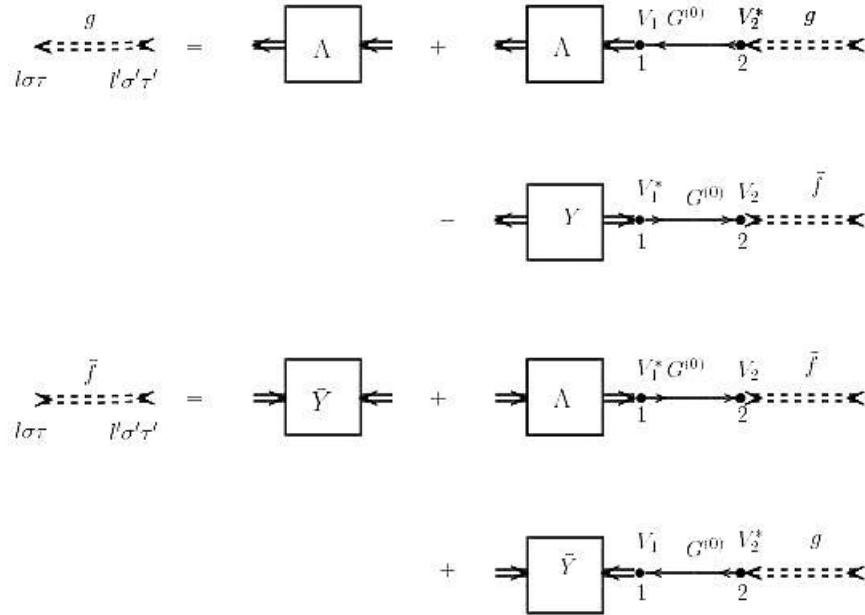 g = Λ + Λ V₁ G⁽⁰⁾ V₂* g
lστ l′σ′τ′ 1 2
− Y V₁* G⁽⁰⁾ V₂ f̄
1 2
f̄ = Ȳ + Λ V₁* G⁽⁰⁾ V₂ f̄
lστ l′σ′τ′ 1 2
+ Ȳ V₁ G⁽⁰⁾ V₂* g
1 2